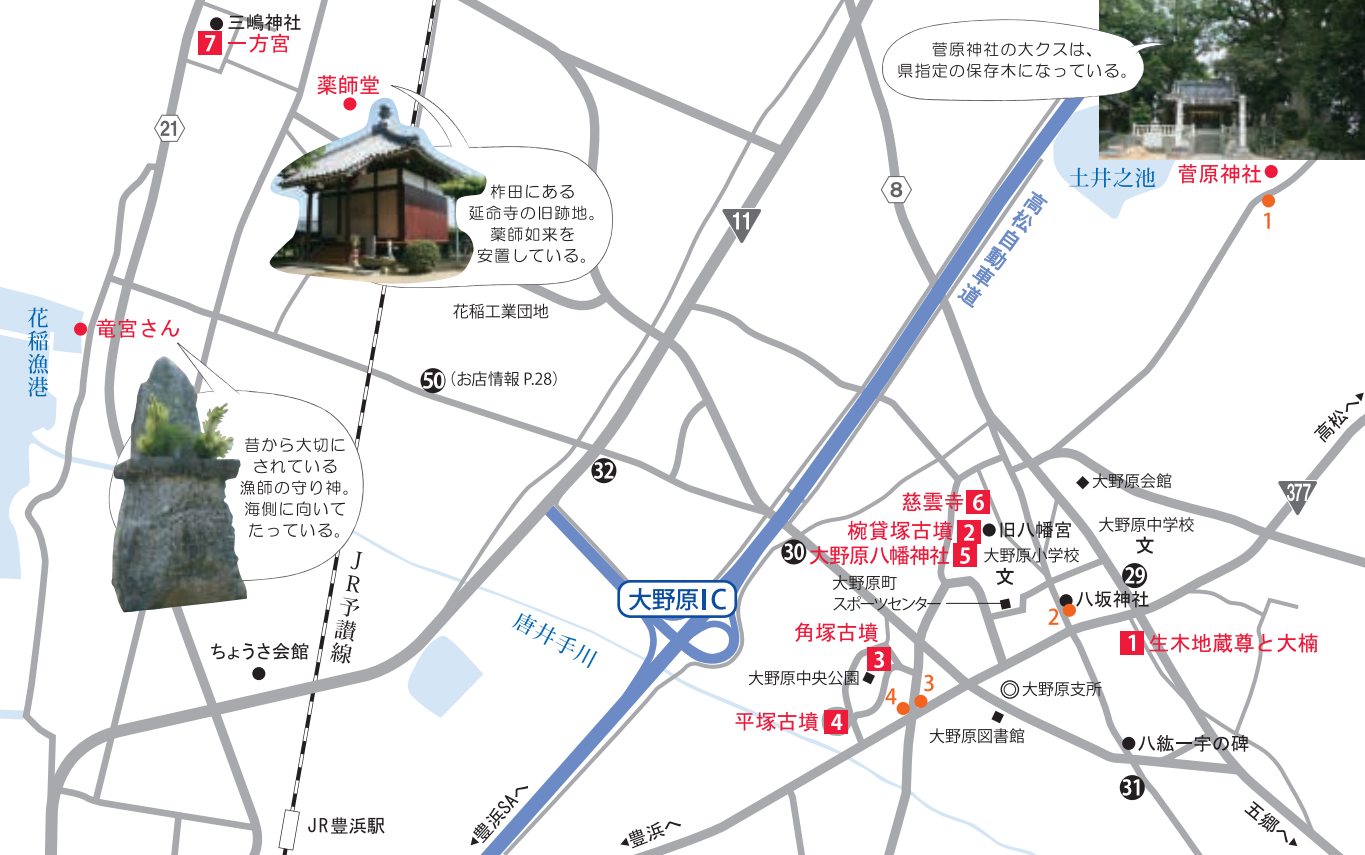 三嶋神社
7 一方宮
薬師堂
21
柞田にある
延命寺の旧跡地。
薬師如来を
安置している。
菅原神社の大クスは、
県指定の保存木になっている。
土井之池
菅原神社
1
8
11
高松自動車道
花稲漁港
竜宮さん
花稲工業団地
50 (お店情報 P.28)
昔から大切に
されている
漁師の守り神。
海側に向いて
たっている。
32
高松へ
377
大野原会館
慈雲寺 6
椀貸塚古墳 2
旧八幡宮
30
大野原八幡神社 5
大野原小学校
文
大野原中学校
文
29
大野原町
スポーツセンター
八坂神社
2
JR予讃線
大野原IC
唐井手川
角塚古墳
3
1 生木地蔵尊と大楠
ちょうさ会館
大野原中央公園
大野原支所
4
3
平塚古墳 4
大野原図書館
八紘一宇の碑
31
JR豊浜駅
豊浜SAへ
豊浜へ
五郷へ